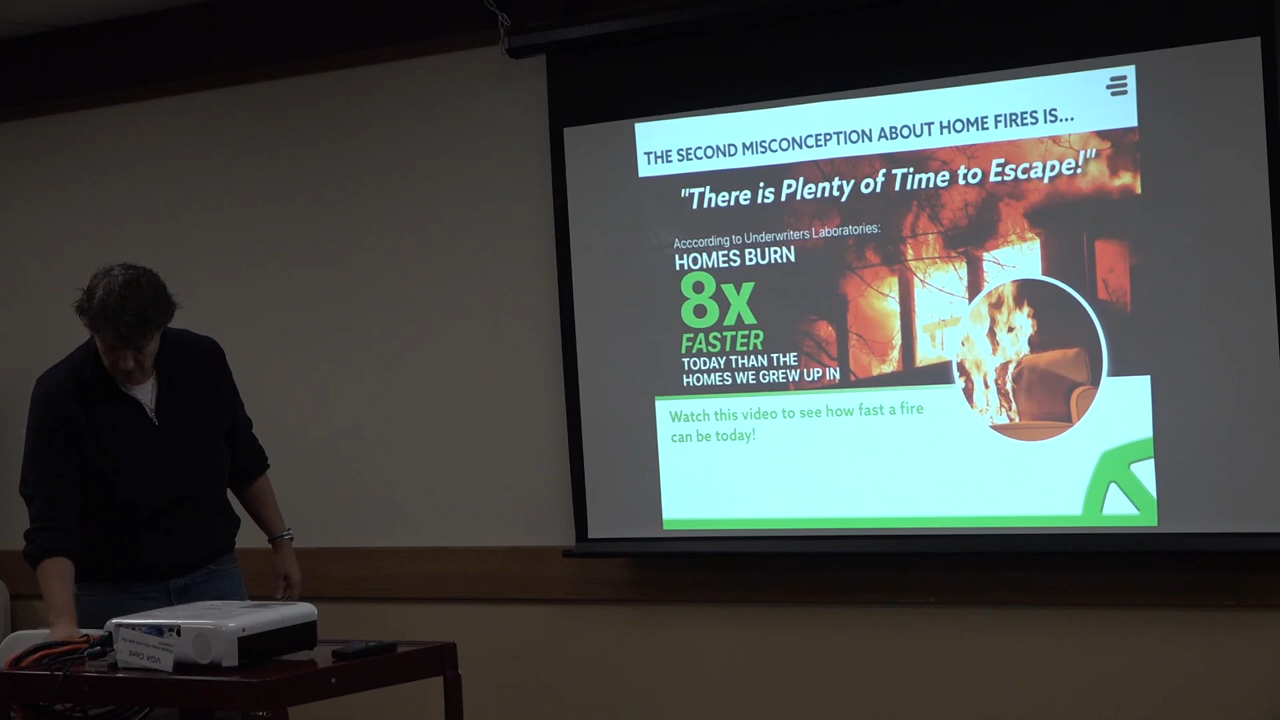 THE SECOND MISCONCEPTION ABOUT HOME FIRES IS...
"There is Plenty of Time to Escape!"
Acccording to Underwriters Laboratories:
HOMES BURN
8x
FASTER
TODAY THAN THE
HOMES WE GREW UP IN
Watch this video to see how fast a fire
can be today!
VGA Cord